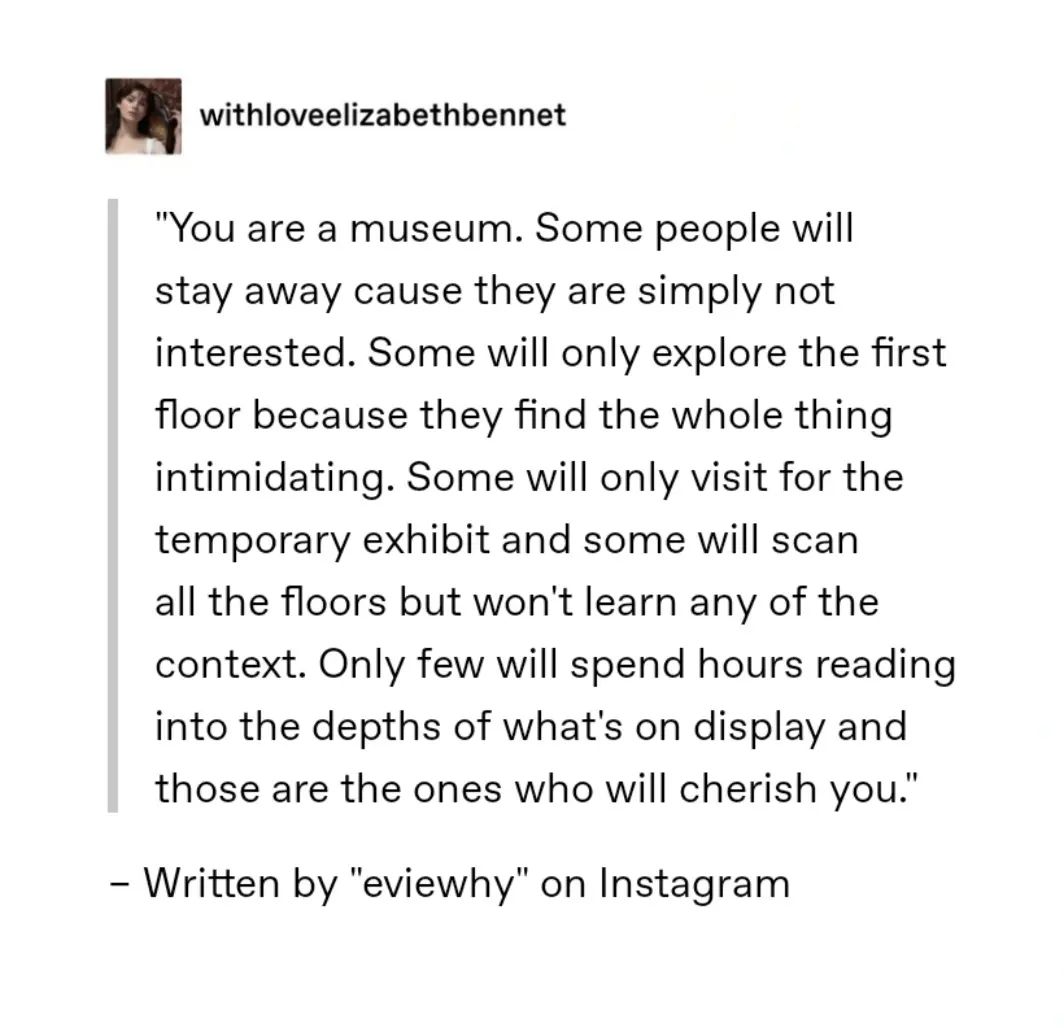 withloveelizabethbennet
"You are a museum. Some people will
stay away cause they are simply not
interested. Some will only explore the first
floor because they find the whole thing
intimidating. Some will only visit for the
temporary exhibit and some will scan
all the floors but won't learn any of the
context. Only few will spend hours reading
into the depths of what's on display and
those are the ones who will cherish you."
– Written by "eviewhy" on Instagram